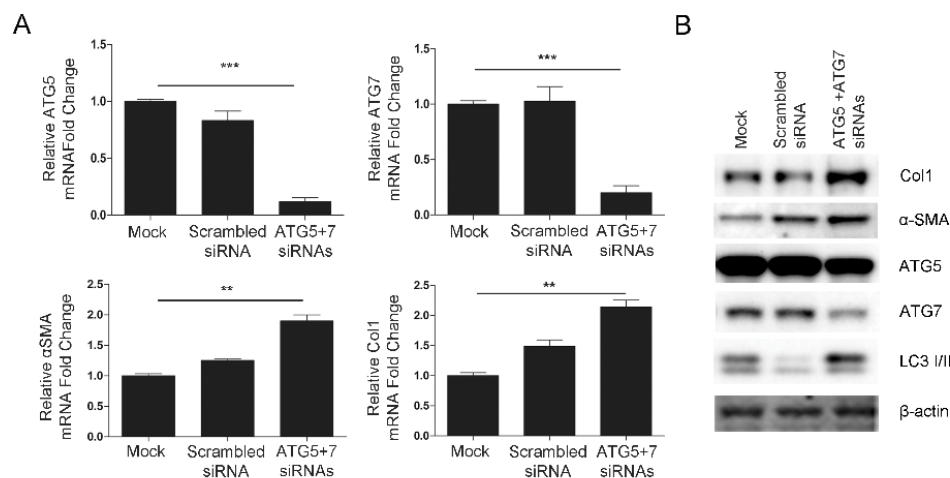 A
Relative ATG5
mRNAFold Change
1.5
1.0
0.5
0.0
***
Mock
Scrambled
siRNA
ATG5+7
siRNAs
Relative ATG7
mRNA Fold Change
1.5
1.0
0.5
0.0
***
Mock
Scrambled
siRNA
ATG5+7
siRNAs
Relative αSMA
mRNA Fold Change
2.5
2.0
1.5
1.0
0.5
0.0
**
Mock
Scrambled
siRNA
ATG5+7
siRNAs
Relative Col1
mRNA Fold Change
2.5
2.0
1.5
1.0
0.5
0.0
**
Mock
Scrambled
siRNA
ATG5+7
siRNAs
B
Mock
Scrambled
siRNA
ATG5 +ATG7
siRNAs
Col1
α-SMA
ATG5
ATG7
LC3 I/II
β-actin